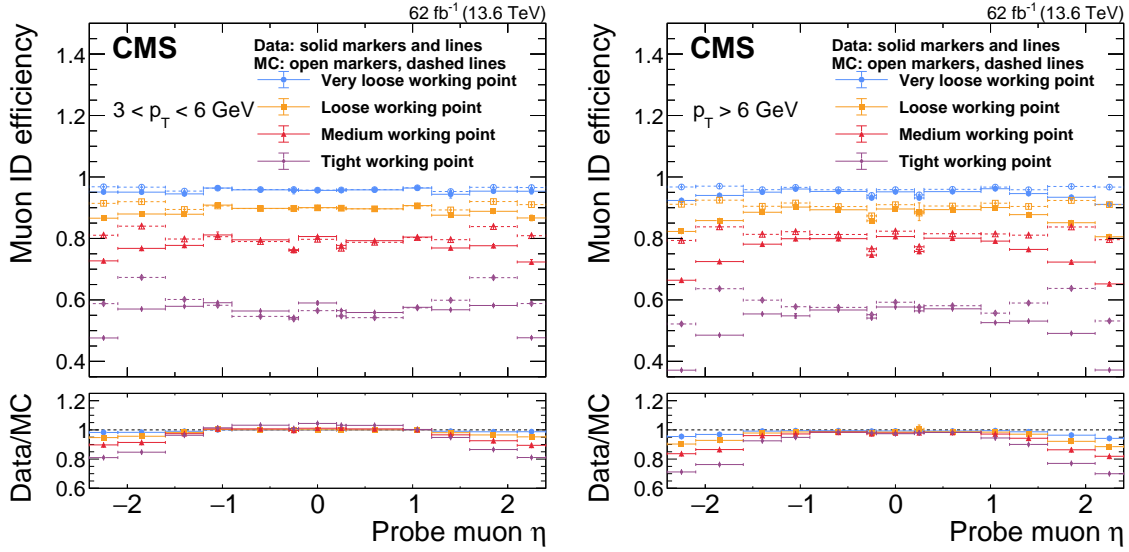 62 fb⁻¹ (13.6 TeV)
CMS
Data: solid markers and lines
MC: open markers, dashed lines
Very loose working point
3 < p_T < 6 GeV
Loose working point
Medium working point
Tight working point
Muon ID efficiency
1.4
1.2
1
0.8
0.6
0.4
Data/MC
1.2
1.0
0.8
0.6
−2 −1 0 1 2
Probe muon η
62 fb⁻¹ (13.6 TeV)
CMS
Data: solid markers and lines
MC: open markers, dashed lines
Very loose working point
p_T > 6 GeV
Loose working point
Medium working point
Tight working point
Muon ID efficiency
1.4
1.2
1
0.8
0.6
0.4
Data/MC
1.2
1.0
0.8
0.6
−2 −1 0 1 2
Probe muon η